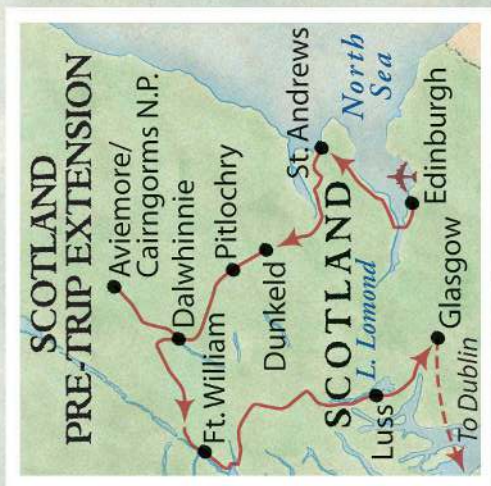 SCOTLAND
PRE-TRIP EXTENSION
Aviemore/
Cairngorms N.P.
Dalwhinnie
Pitlochry
Ft. William
Dunkeld
St. Andrews
North
Sea
SCOTLAND
L. Lomond
Edinburgh
Luss
Glasgow
To Dublin